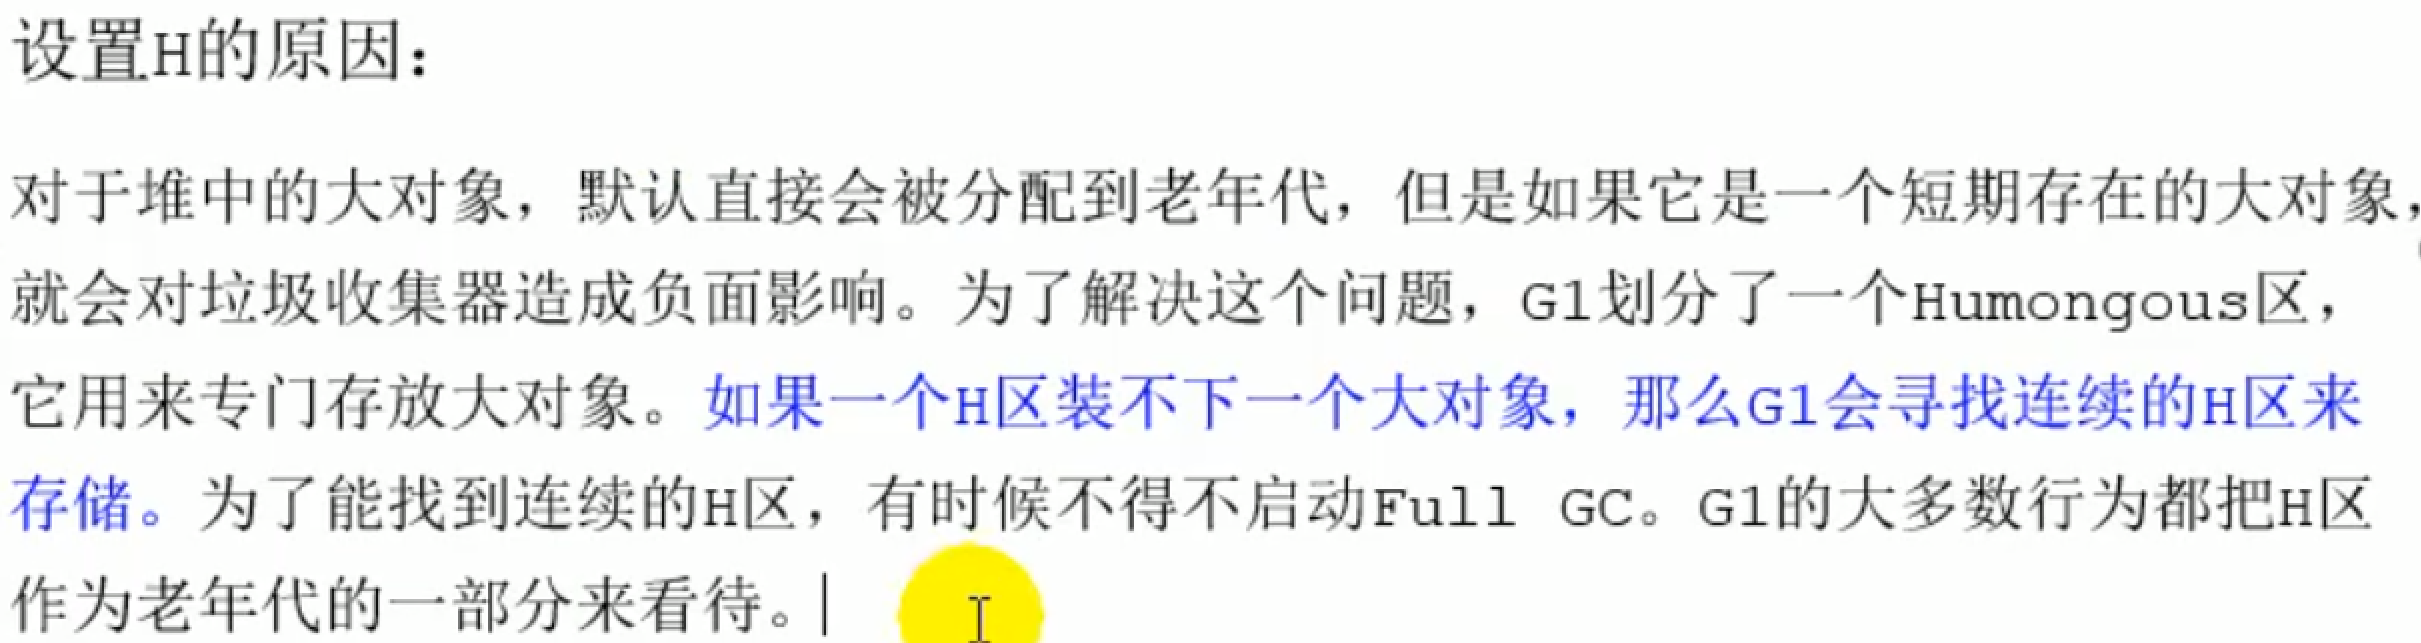 设置H的原因：
对于堆中的大对象，默认直接会被分配到老年代，但是如果它是一个短期存在的大对象，
就会对垃圾收集器造成负面影响。为了解决这个问题，G1划分了一个Humongous区，
它用来专门存放大对象。如果一个H区装不下一个大对象，那么G1会寻找连续的H区来
存储。为了能找到连续的H区，有时候不得不启动Full GC。G1的大多数行为都把H区
作为老年代的一部分来看待。